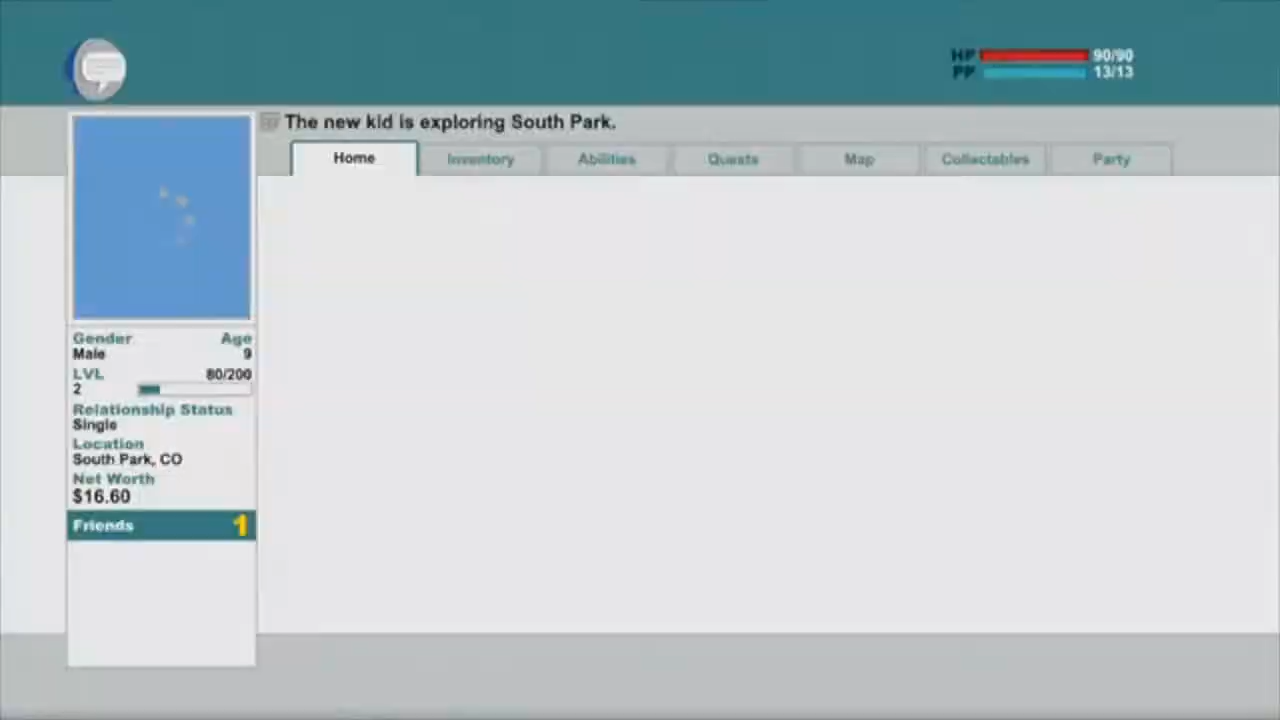 HP 90/90
PP 13/13
The new kid is exploring South Park.
Home Inventory Abilities Quests Map Collectables Party
Gender Age
Male 9
LVL 80/200
2
Relationship Status
Single
Location
South Park, CO
Net Worth
$16.60
Friends 1